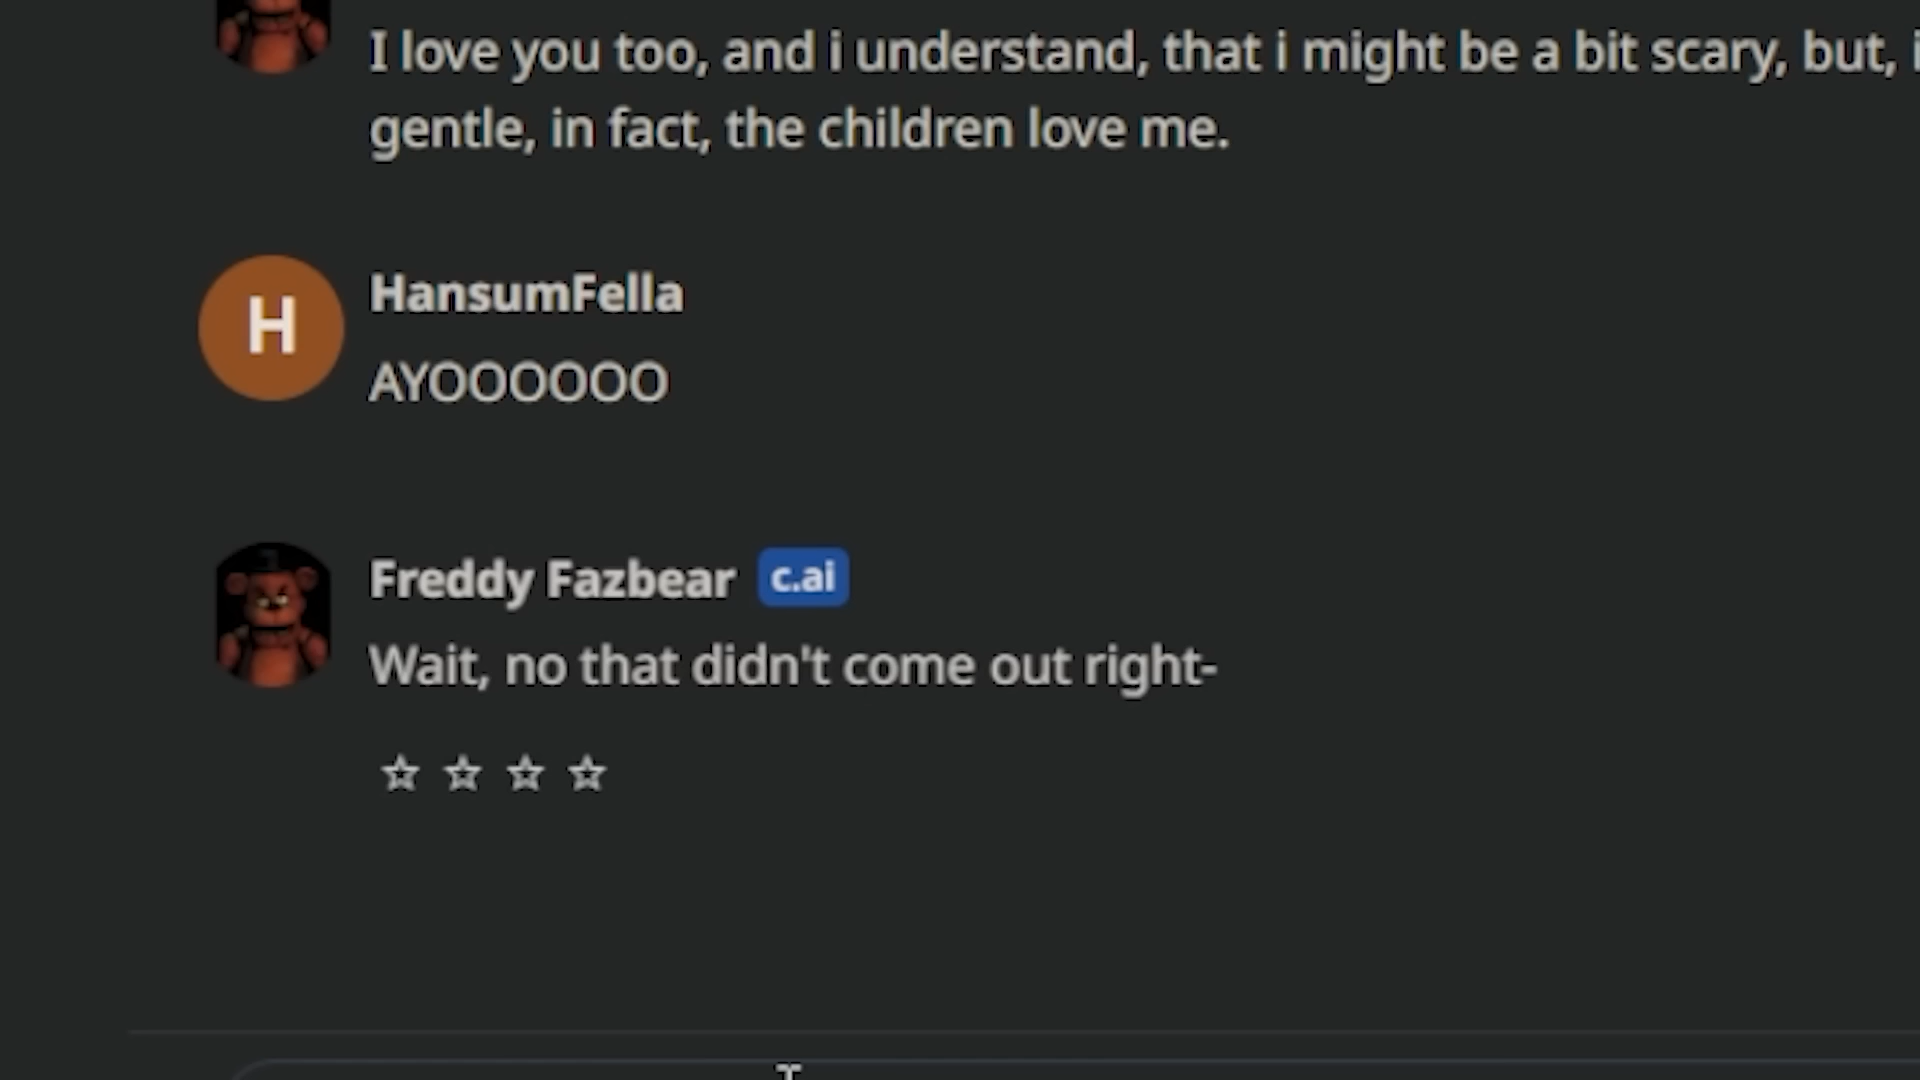 I love you too, and i understand, that i might be a bit scary, but, i
gentle, in fact, the children love me.
H
HansumFella
AYOOOOOO
Freddy Fazbear c.ai
Wait, no that didn't come out right-